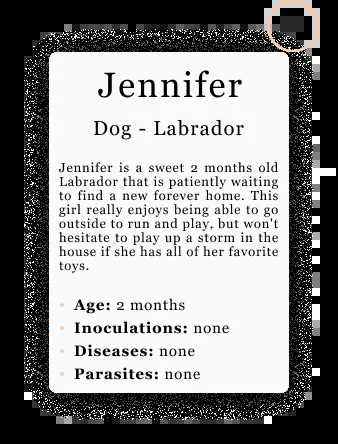 Jennifer
Dog - Labrador
Jennifer is a sweet 2 months old
Labrador that is patiently waiting
to find a new forever home. This
girl really enjoys being able to go
outside to run and play, but won't
hesitate to play up a storm in the
house if she has all of her favorite
toys.
• Age: 2 months
• Inoculations: none
• Diseases: none
• Parasites: none